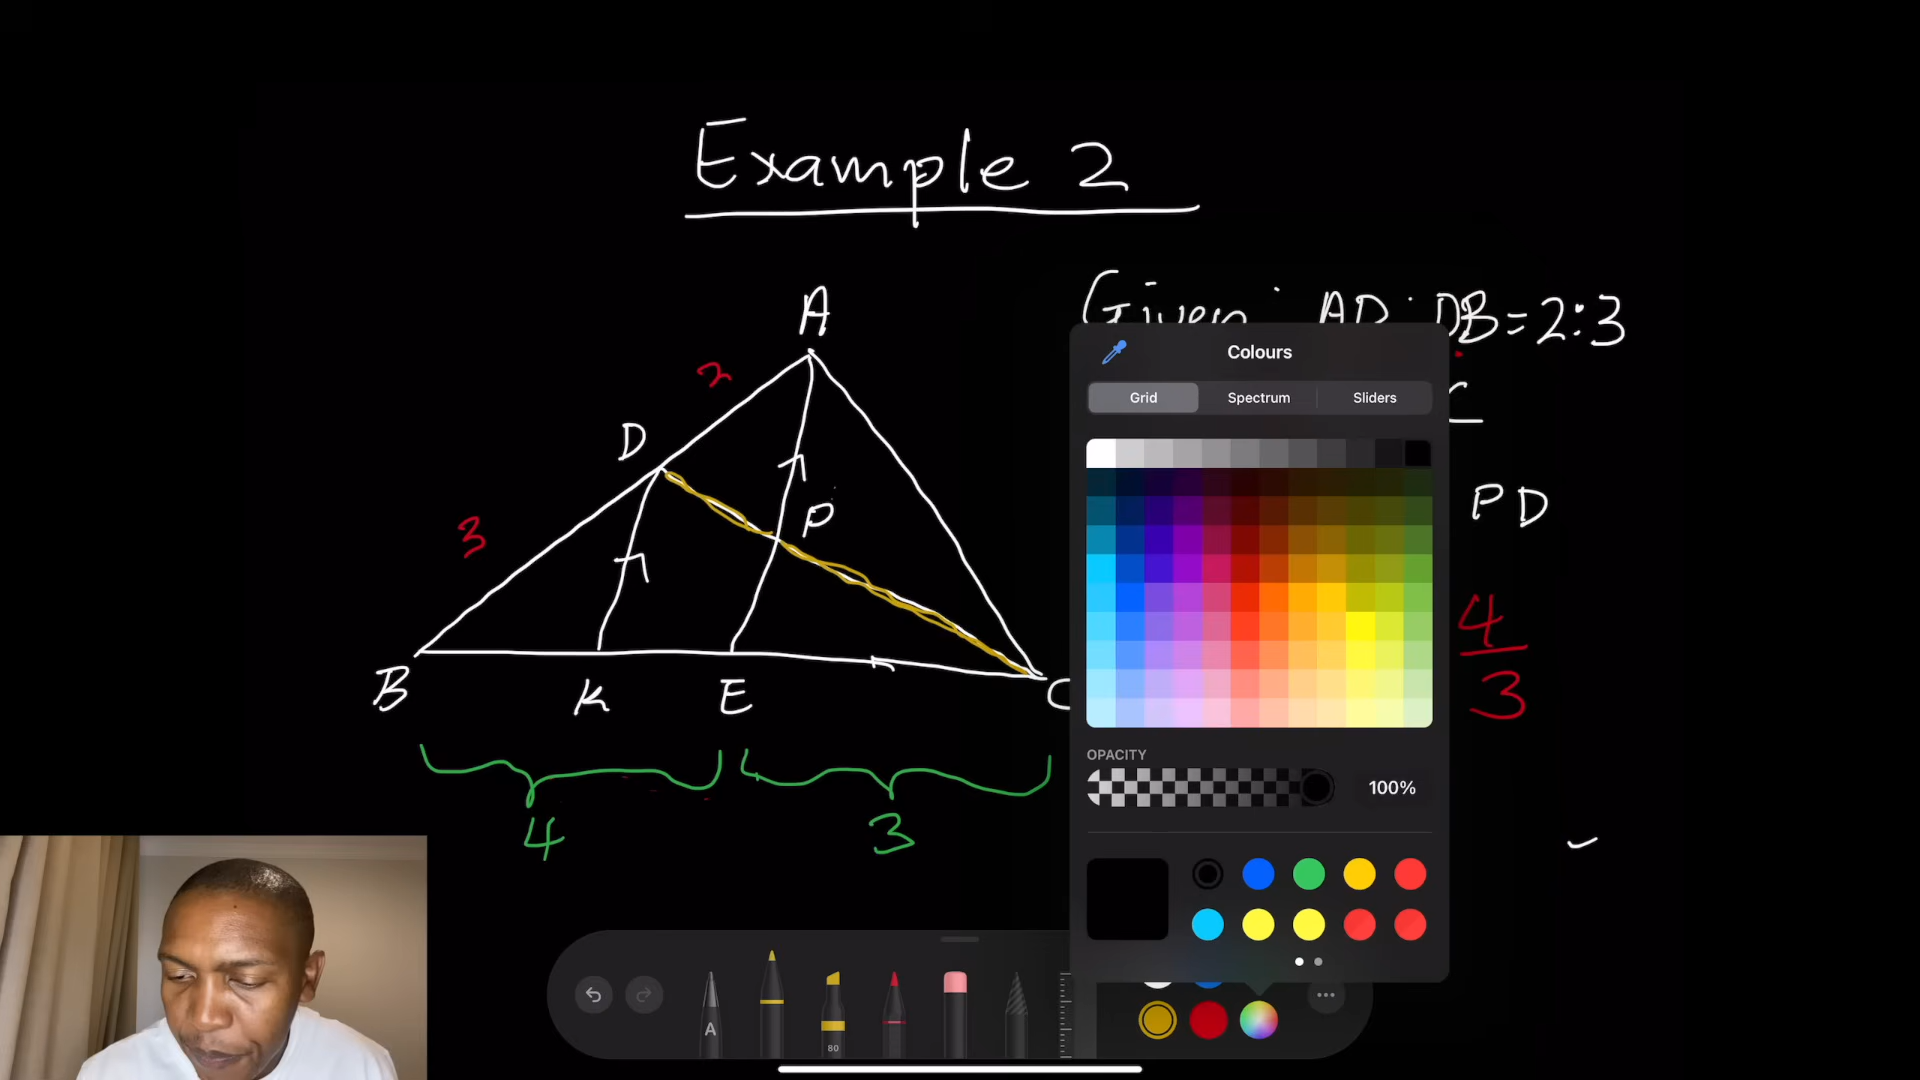 Example 2
Given: AD: DB=2:3
A
2
D
P
3
B
K
E
C
4
3
PD
4
3
Colours
Grid
Spectrum
Sliders
OPACITY
100%
A
80